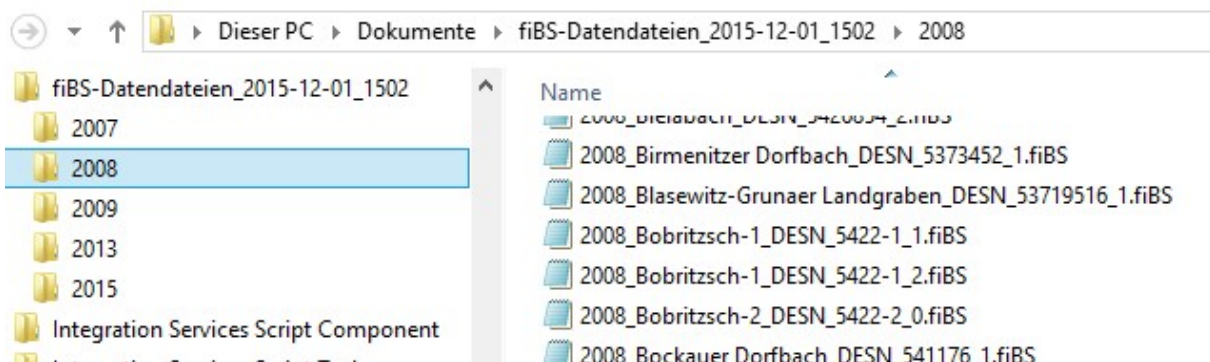 Dieser PC Dokumente fiBS-Datendateien_2015-12-01_1502 2008
fiBS-Datendateien_2015-12-01_1502
2007
2008
2009
2013
2015
Integration Services Script Component
Name
2008_Birmenitzer Dorfbach_DESN_5373452_1.fiBS
2008_Blasewitz-Grunaer Landgraben_DESN_53719516_1.fiBS
2008_Bobritzsch-1_DESN_5422-1_1.fiBS
2008_Bobritzsch-1_DESN_5422-1_2.fiBS
2008_Bobritzsch-2_DESN_5422-2_0.fiBS
2008_Bockauer Dorfbach_DESN_541176_1.fiBS